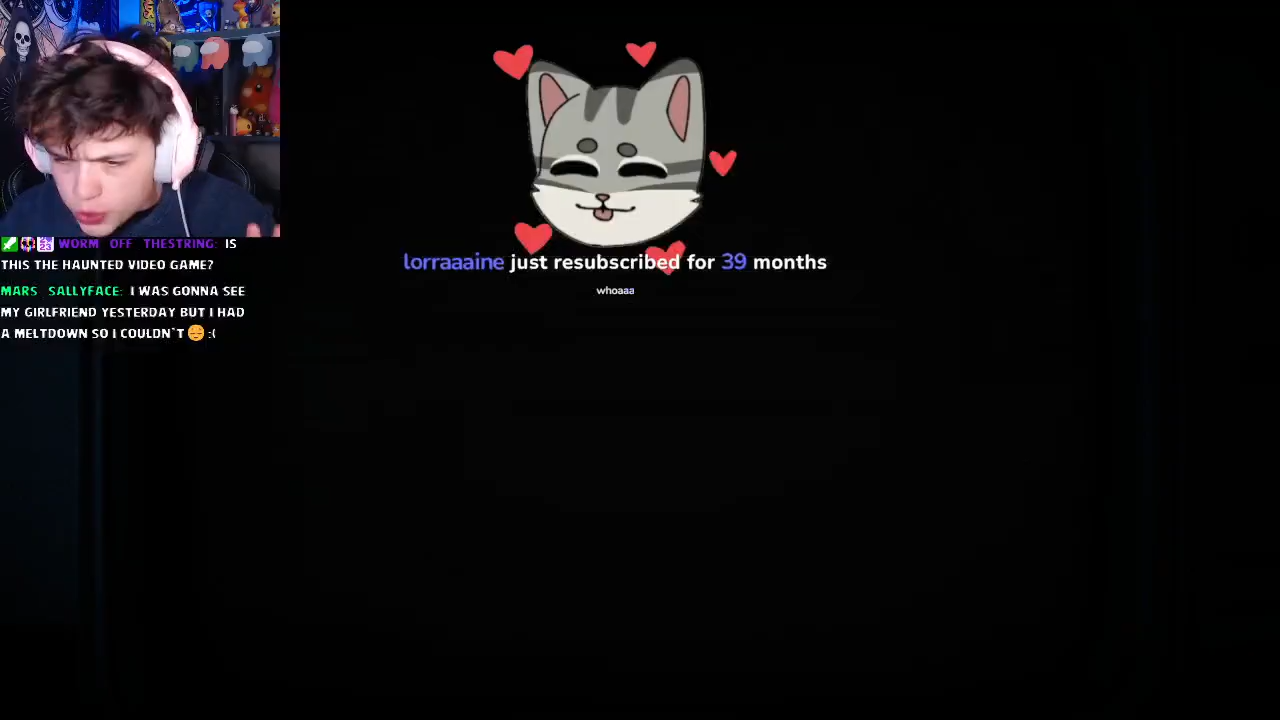 WORM OFF THESTRING: IS
THIS THE HAUNTED VIDEO GAME?
MARS SALLYFACE: I WAS GONNA SEE
MY GIRLFRIEND YESTERDAY BUT I HAD
A MELTDOWN SO I COULDN'T 😔 :(
lorraaaine just resubscribed for 39 months
whoaaa